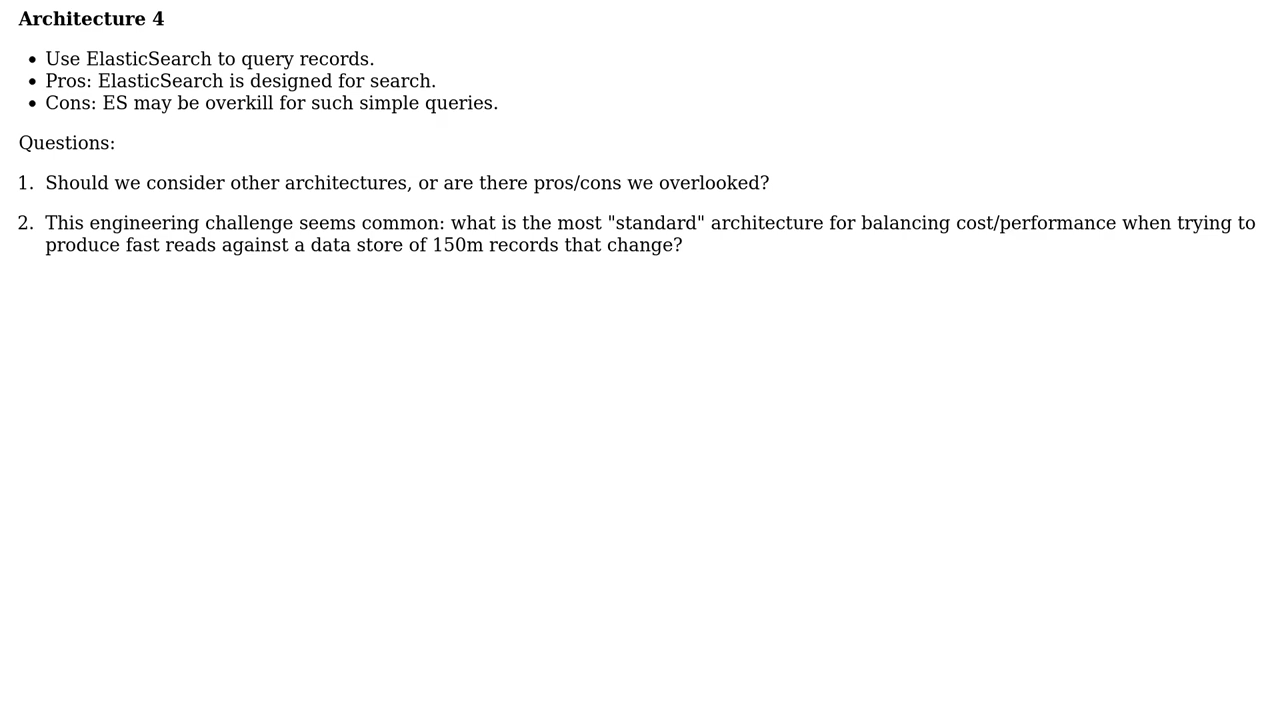 Architecture 4
• Use ElasticSearch to query records.
• Pros: ElasticSearch is designed for search.
• Cons: ES may be overkill for such simple queries.
Questions:
1. Should we consider other architectures, or are there pros/cons we overlooked?
2. This engineering challenge seems common: what is the most "standard" architecture for balancing cost/performance when trying to
produce fast reads against a data store of 150m records that change?